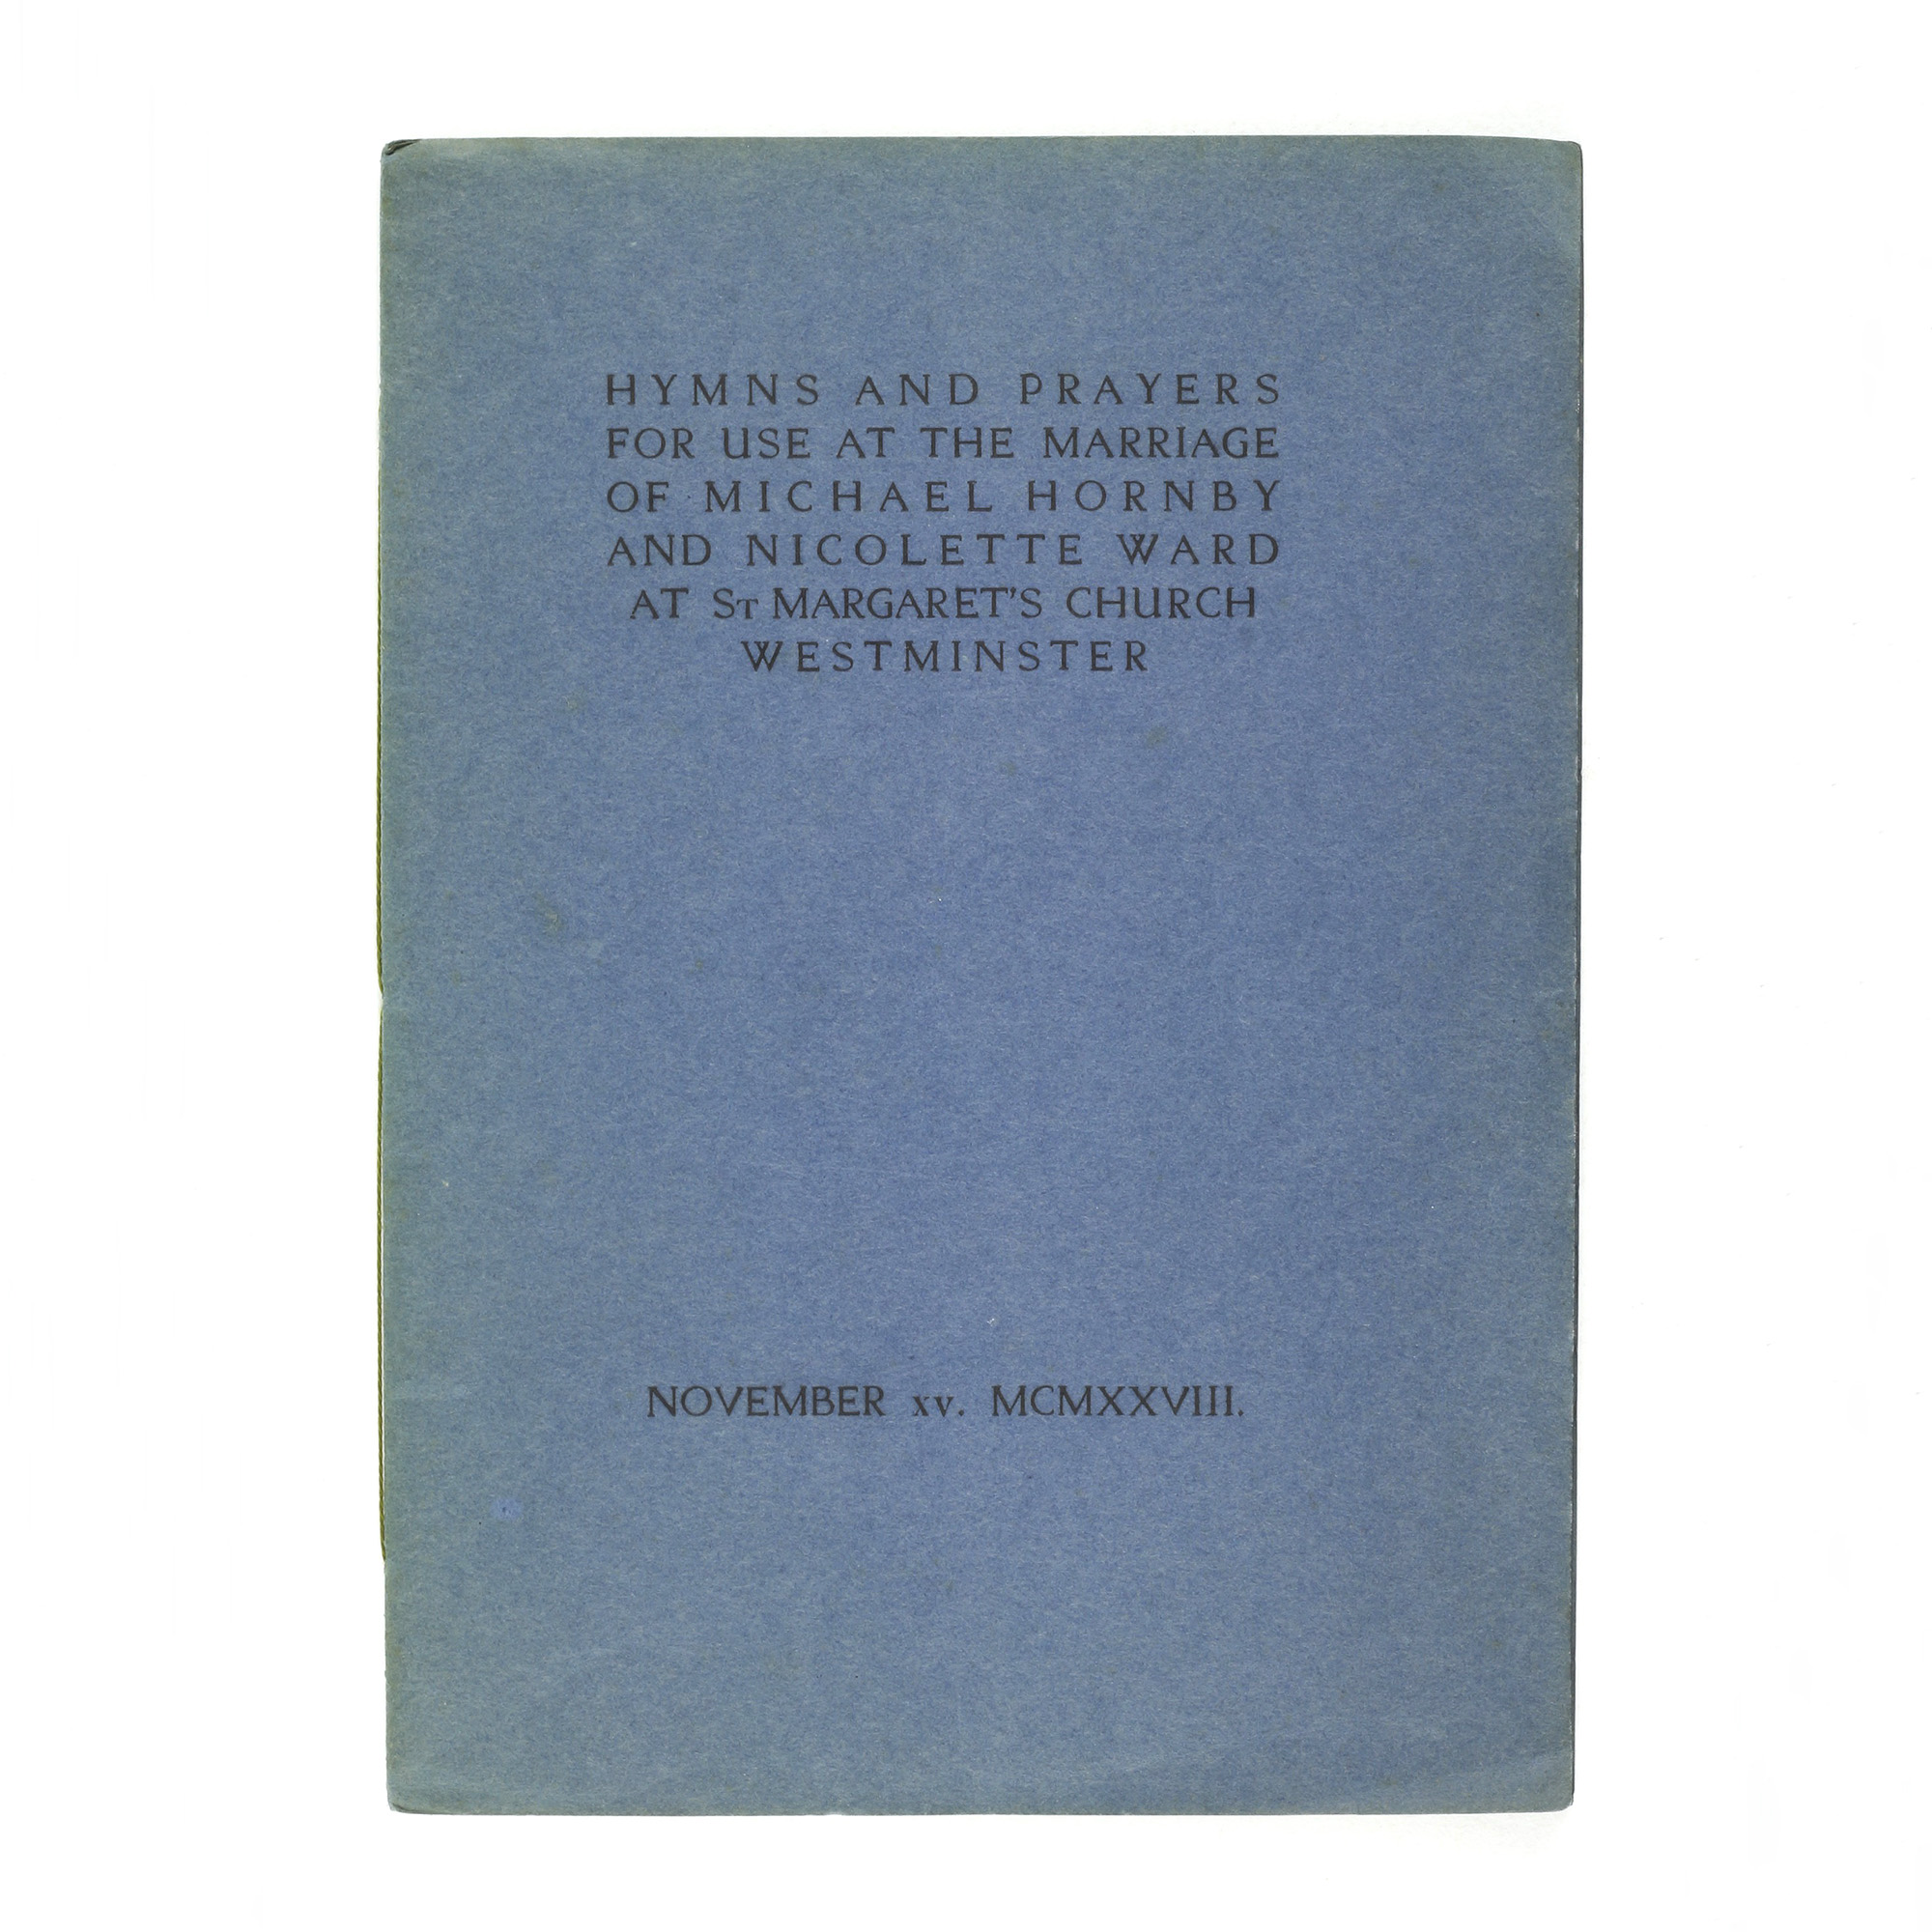 HYMNS AND PRAYERS
FOR USE AT THE MARRIAGE
OF MICHAEL HORNBY
AND NICOLETTE WARD
AT ST MARGARET'S CHURCH
WESTMINSTER
NOVEMBER xv. MCMXXVIII.